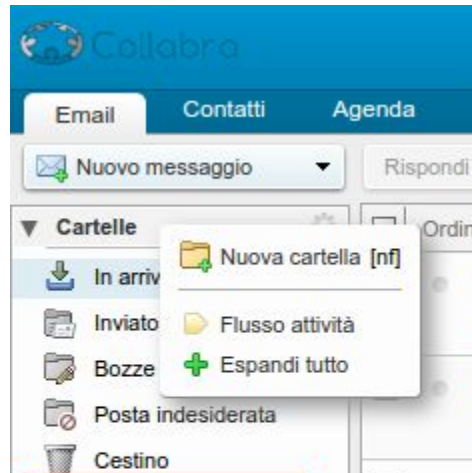 Collabra
Email Contatti Agenda
Nuovo messaggio Rispondi
Cartelle
Nuova cartella [nf]
Flusso attività
Espandi tutto
In arriv
Inviato
Bozze
Posta indesiderata
Cestino
Ordin